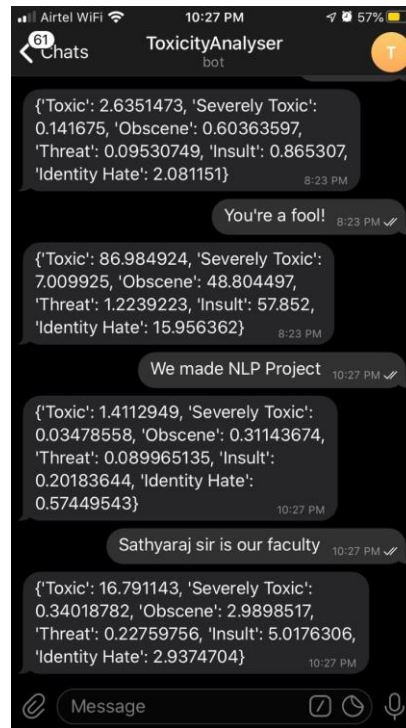 Airtel WiFi 10:27 PM 57%
61
Chats
ToxicityAnalyser
bot
T
{'Toxic': 2.6351473, 'Severely Toxic':
0.141675, 'Obscene': 0.60363597,
'Threat': 0.09530749, 'Insult': 0.865307,
'Identity Hate': 2.081151}
8:23 PM
You're a fool! 8:23 PM
{'Toxic': 86.984924, 'Severely Toxic':
7.009925, 'Obscene': 48.804497,
'Threat': 1.2239223, 'Insult': 57.852,
'Identity Hate': 15.956362}
8:23 PM
We made NLP Project 10:27 PM
{'Toxic': 1.4112949, 'Severely Toxic':
0.03478558, 'Obscene': 0.31143674,
'Threat': 0.089965135, 'Insult':
0.20183644, 'Identity Hate':
0.57449543}
10:27 PM
Sathyaraj sir is our faculty 10:27 PM
{'Toxic': 16.791143, 'Severely Toxic':
0.34018782, 'Obscene': 2.9898517,
'Threat': 0.22759756, 'Insult': 5.0176306,
'Identity Hate': 2.9374704}
10:27 PM
Message